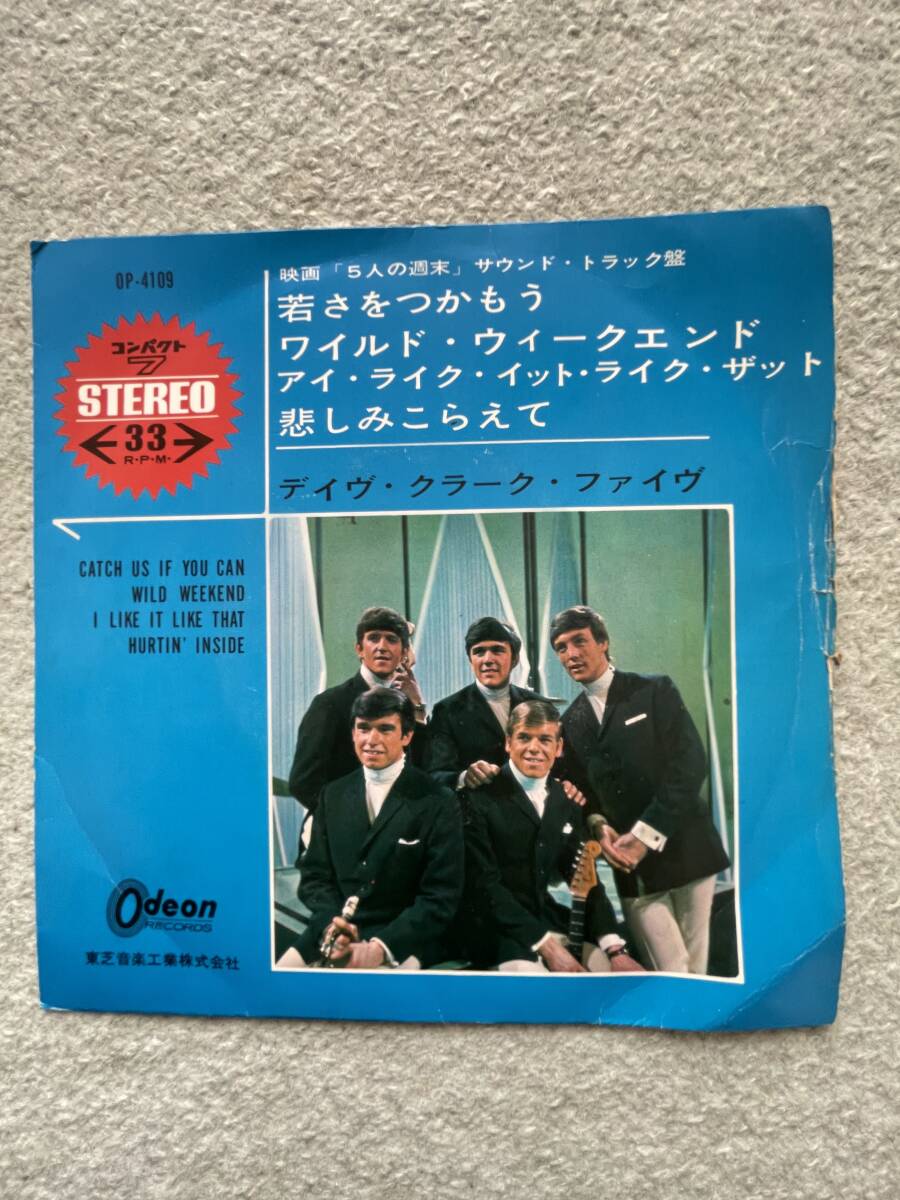 OP-4109
コンパクト
7
STEREO
33
R・P・M・
映画「5人の週末」サウンド・トラック盤
若さをつかもう
ワイルド・ウィークエンド
アイ・ライク・イット・ライク・ザット
悲しみこらえて
デイヴ・クラーク・ファイヴ
CATCH US IF YOU CAN
WILD WEEKEND
I LIKE IT LIKE THAT
HURTIN' INSIDE
Odeon
RECORDS
東芝音楽工業株式会社